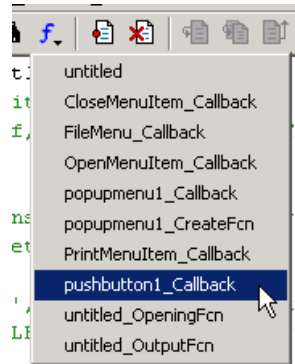 f
untitled
CloseMenuItem_Callback
FileMenu_Callback
OpenMenuItem_Callback
popupmenu1_Callback
popupmenu1_CreateFcn
PrintMenuItem_Callback
pushbutton1_Callback
untitled_OpeningFcn
untitled_OutputFcn